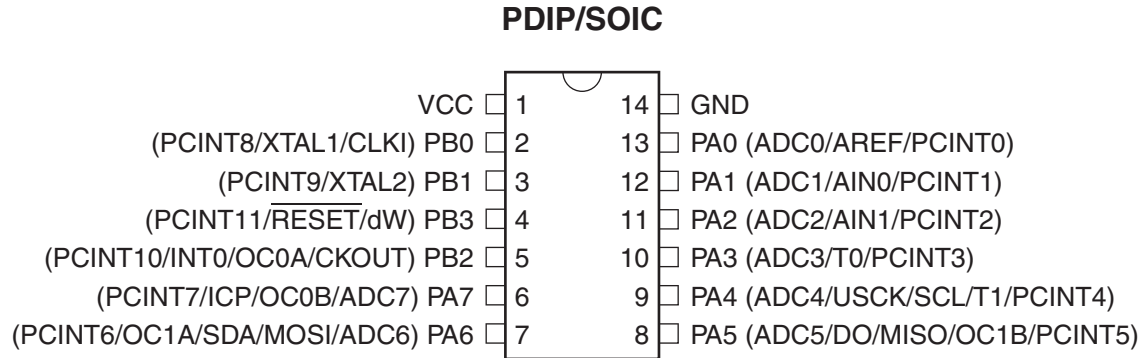 PDIP/SOIC
VCC 1 14 GND
(PCINT8/XTAL1/CLKI) PB0 2 13 PA0 (ADC0/AREF/PCINT0)
(PCINT9/XTAL2) PB1 3 12 PA1 (ADC1/AIN0/PCINT1)
(PCINT11/RESET/dW) PB3 4 11 PA2 (ADC2/AIN1/PCINT2)
(PCINT10/INT0/OC0A/CKOUT) PB2 5 10 PA3 (ADC3/T0/PCINT3)
(PCINT7/ICP/OC0B/ADC7) PA7 6 9 PA4 (ADC4/USCK/SCL/T1/PCINT4)
(PCINT6/OC1A/SDA/MOSI/ADC6) PA6 7 8 PA5 (ADC5/DO/MISO/OC1B/PCINT5)